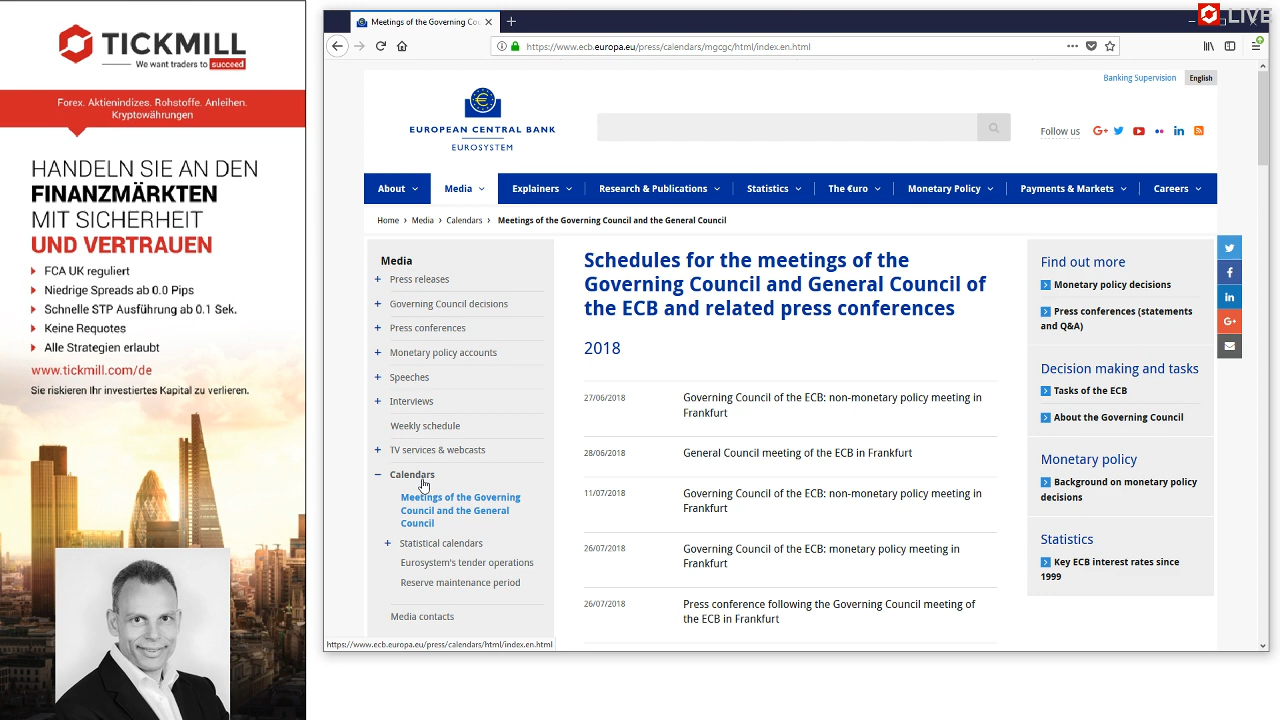 TICKMILL
We want traders to succeed
Forex. Aktienindizes. Rohstoffe. Anleihen.
Kryptowährungen
HANDELN SIE AN DEN
FINANZMÄRKTEN
MIT SICHERHEIT
UND VERTRAUEN
FCA UK reguliert
Niedrige Spreads ab 0.0 Pips
Schnelle STP Ausführung ab 0.1 Sek.
Keine Requotes
Alle Strategien erlaubt
www.tickmill.com/de
Sie riskieren Ihr investiertes Kapital zu verlieren.
Meetings of the Governing Cou
LIVE
https://www.ecb.europa.eu/press/calendars/mgcgc/html/index.en.html
Banking Supervision
English
EUROPEAN CENTRAL BANK
EUROSYSTEM
Follow us
About
Media
Explainers
Research & Publications
Statistics
The €uro
Monetary Policy
Payments & Markets
Careers
Home > Media > Calendars > Meetings of the Governing Council and the General Council
Media
+ Press releases
+ Governing Council decisions
+ Press conferences
+ Monetary policy accounts
+ Speeches
+ Interviews
Weekly schedule
+ TV services & webcasts
− Calendars
Meetings of the Governing
Council and the General
Council
+ Statistical calendars
Eurosystem's tender operations
Reserve maintenance period
Media contacts
https://www.ecb.europa.eu/press/calendars/html/index.en.html
Schedules for the meetings of the
Governing Council and General Council of
the ECB and related press conferences
2018
27/06/2018 Governing Council of the ECB: non-monetary policy meeting in
Frankfurt
28/06/2018 General Council meeting of the ECB in Frankfurt
11/07/2018 Governing Council of the ECB: non-monetary policy meeting in
Frankfurt
26/07/2018 Governing Council of the ECB: monetary policy meeting in
Frankfurt
26/07/2018 Press conference following the Governing Council meeting of
the ECB in Frankfurt
Find out more
Monetary policy decisions
Press conferences (statements
and Q&A)
Decision making and tasks
Tasks of the ECB
About the Governing Council
Monetary policy
Background on monetary policy
decisions
Statistics
Key ECB interest rates since
1999